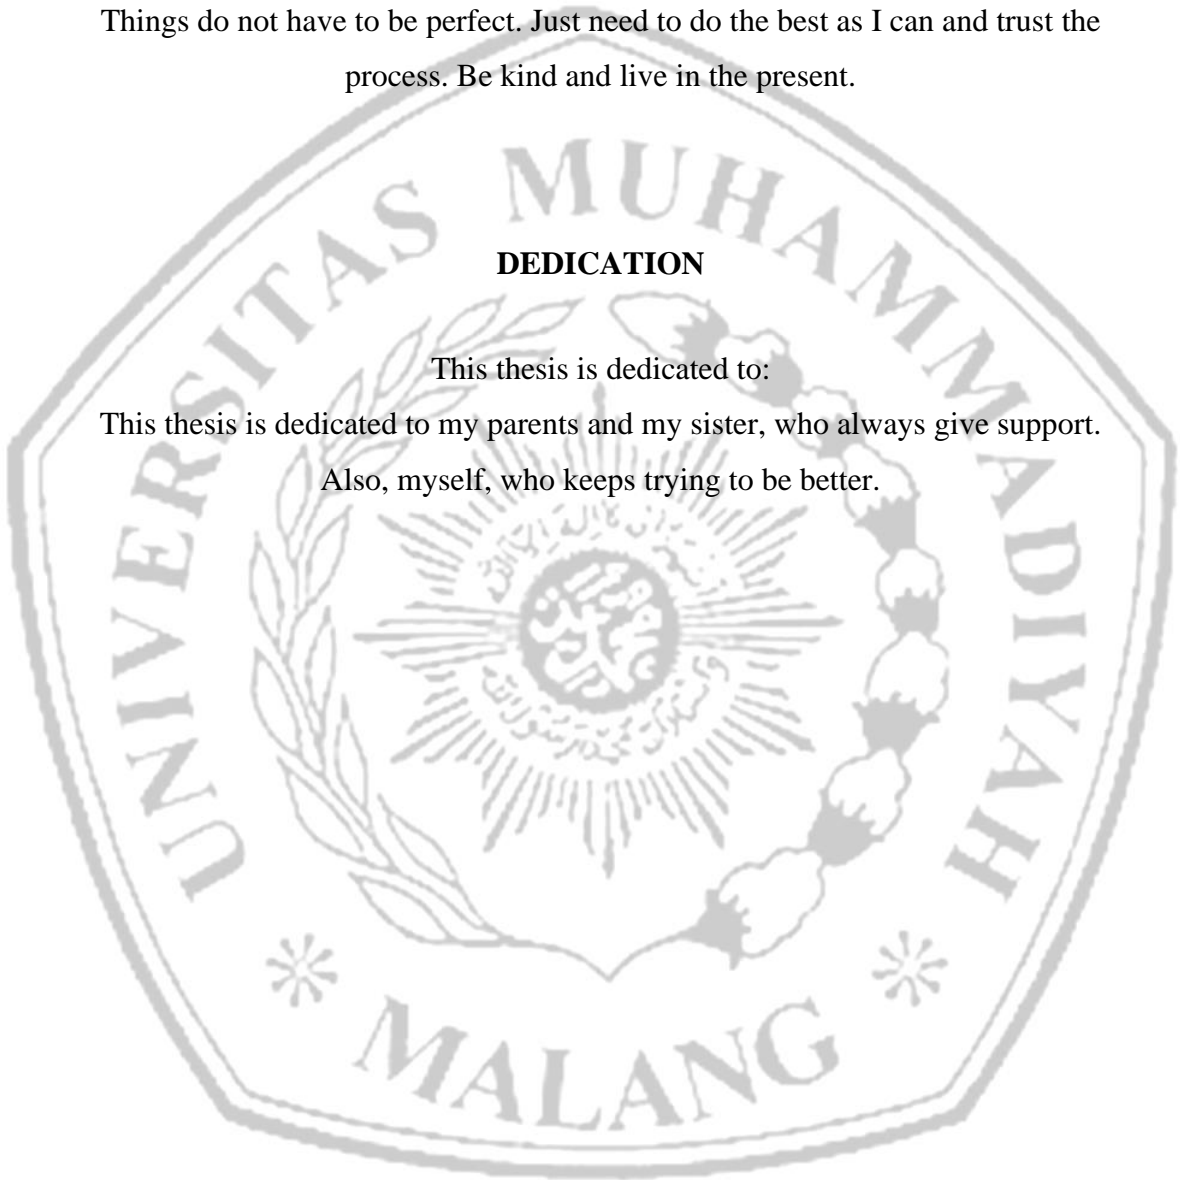 Things do not have to be perfect. Just need to do the best as I can and trust the
process. Be kind and live in the present.
UNIVERSITAS MUHAMMADIYAH
DEDICATION
This thesis is dedicated to:
This thesis is dedicated to my parents and my sister, who always give support.
Also, myself, who keeps trying to be better.
MALANG